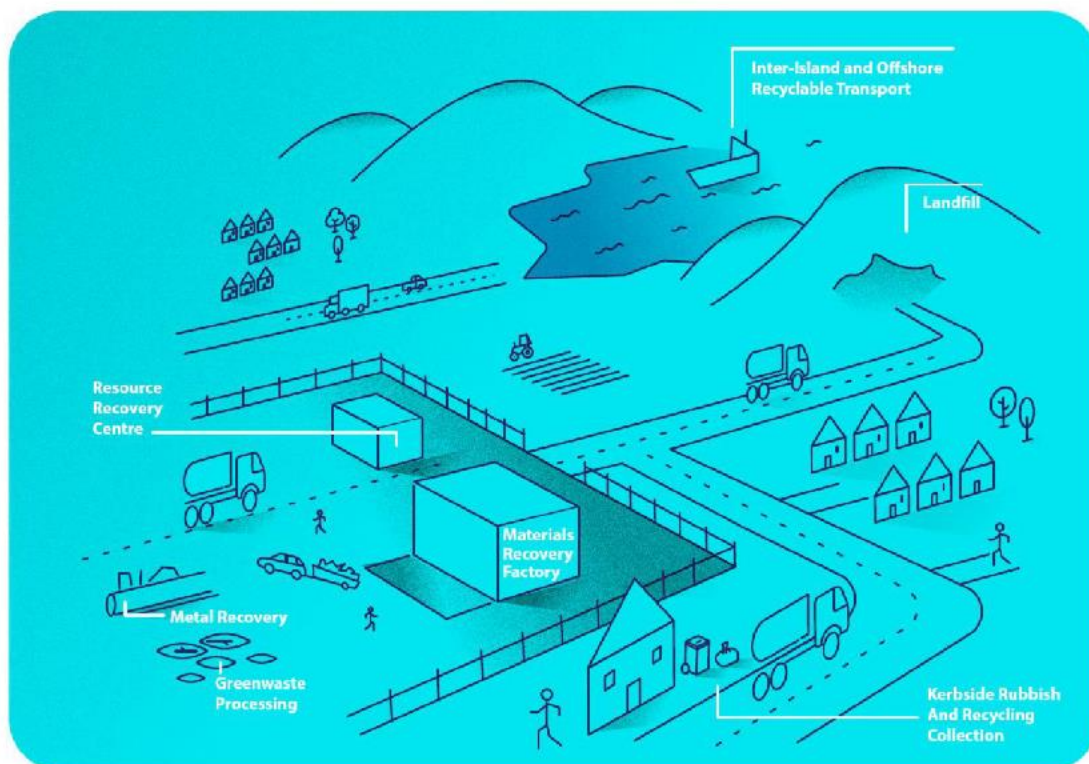 Inter-Island and Offshore
Recyclable Transport
Landfill
Resource
Recovery
Centre
Materials
Recovery
Factory
Metal Recovery
Greenwaste
Processing
Kerbside Rubbish
And Recycling
Collection